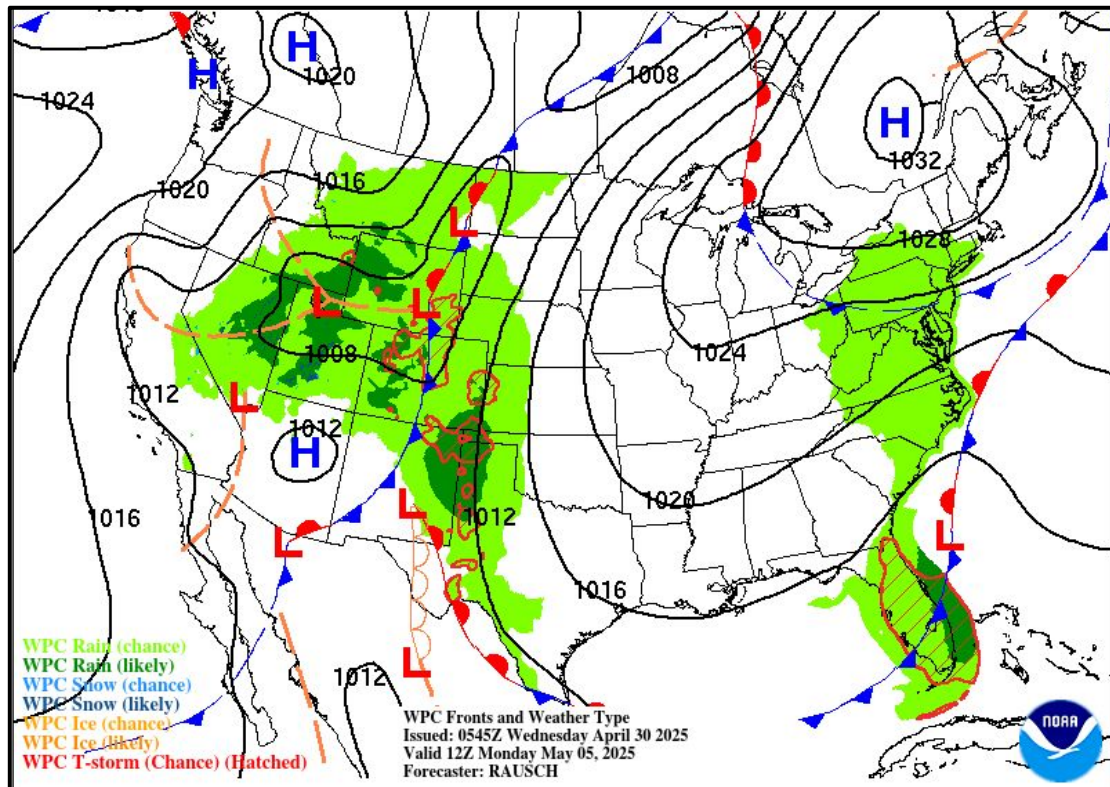 H
1020
H
1024
1008
H
1032
1020
1016
L
1028
L
L
1008
1024
1012
L
1012
H
1020
L
1012
1016
L
L
1016
L
1012
WPC Rain (chance)
WPC Rain (likely)
WPC Snow (chance)
WPC Snow (likely)
WPC Ice (chance)
WPC Ice (likely)
WPC T-storm (Chance) (Hatched)
WPC Fronts and Weather Type
Issued: 0545Z Wednesday April 30 2025
Valid 12Z Monday May 05, 2025
Forecaster: RAUSCH
NOAA